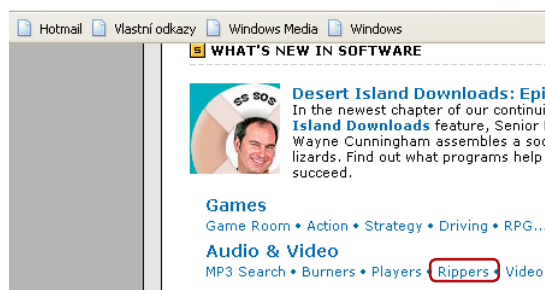 Hotmail Vlastní odkazy Windows Media Windows
s WHAT'S NEW IN SOFTWARE
SS SOS
Desert Island Downloads: Epi
In the newest chapter of our continui
Island Downloads feature, Senior
Wayne Cunningham assembles a soc
lizards. Find out what programs help
succeed.
Games
Game Room • Action • Strategy • Driving • RPG...
Audio & Video
MP3 Search • Burners • Players • Rippers • Video